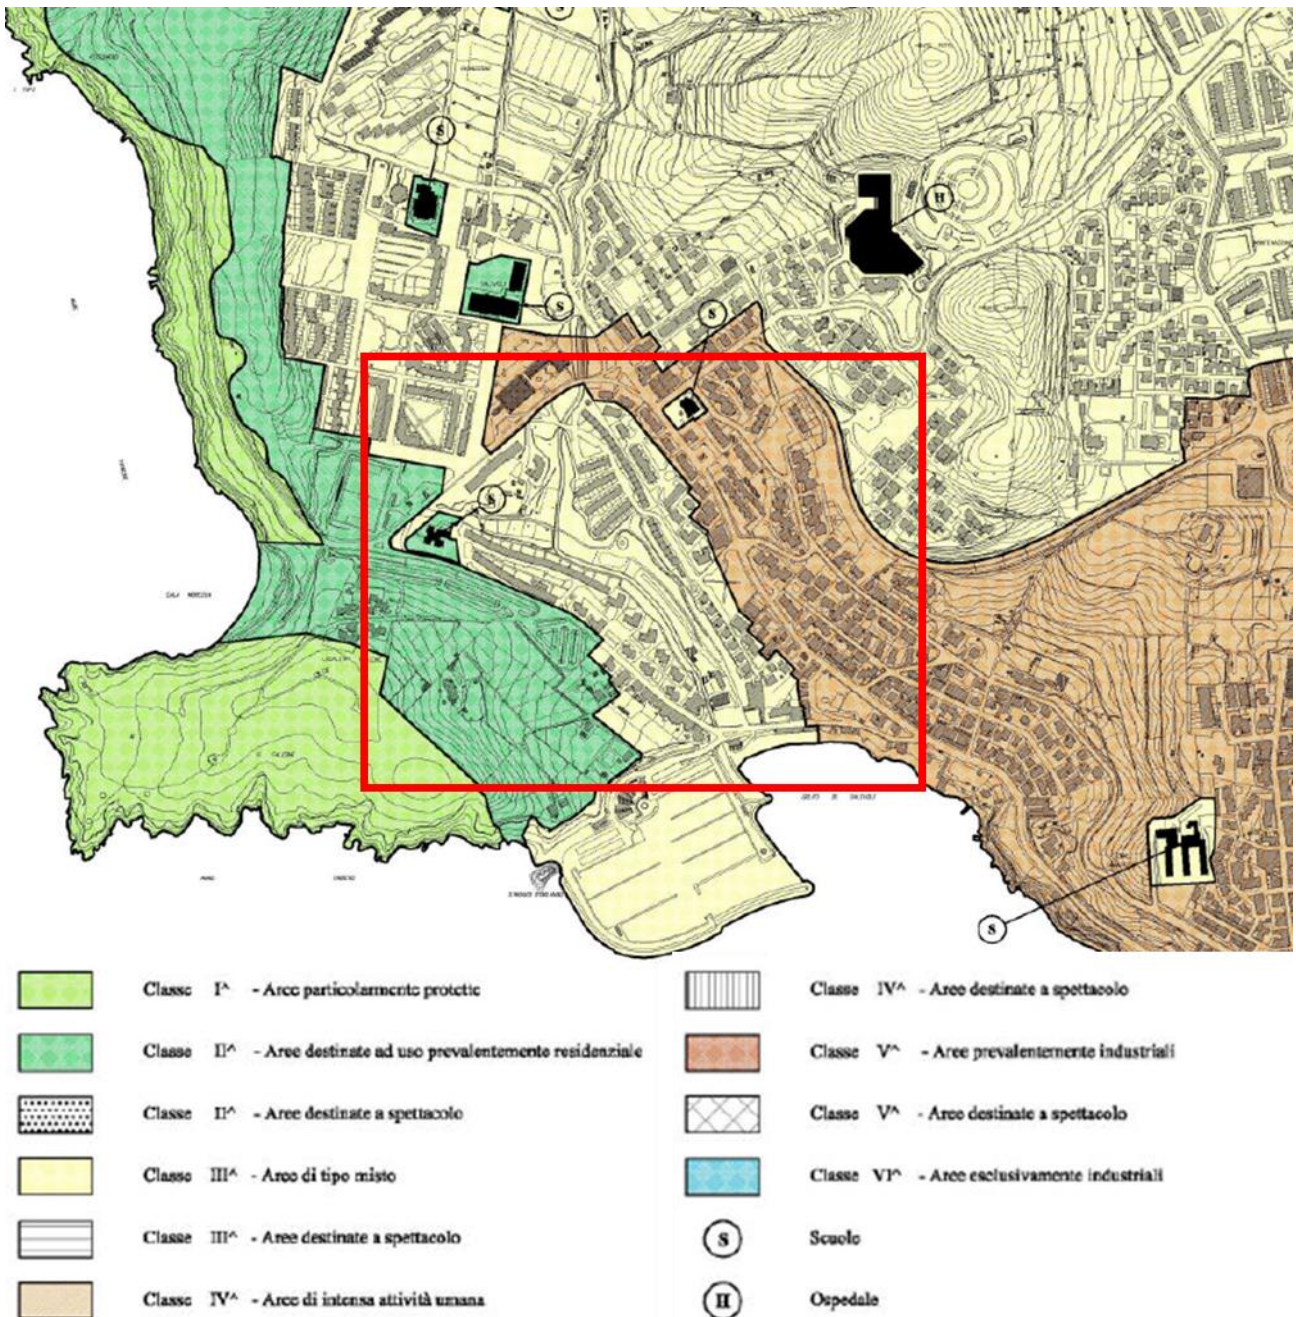 S
S
H
S
S
S
S
Classe I^ - Aree particolarmente protette
Classe II^ - Aree destinate ad uso prevalentemente residenziale
Classe II^ - Aree destinate a spettacolo
Classe III^ - Aree di tipo misto
Classe III^ - Aree destinate a spettacolo
Classe IV^ - Aree di intensa attività umana
Classe IV^ - Aree destinate a spettacolo
Classe V^ - Aree prevalentemente industriali
Classe V^ - Aree destinate a spettacolo
Classe VI^ - Aree esclusivamente industriali
S Scuole
H Ospedale